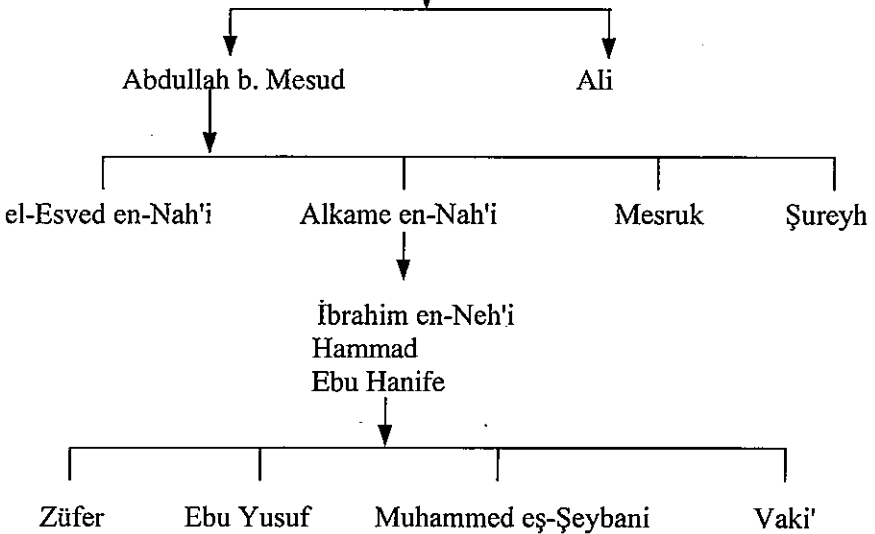 Abdullah b. Mesud Ali
el-Esved en-Nah'i Alkame en-Nah'i Mesruk Şureyh
İbrahim en-Neh'i
Hammad
Ebu Hanife
Züfer Ebu Yusuf Muhammed eş-Şeybani Vaki'